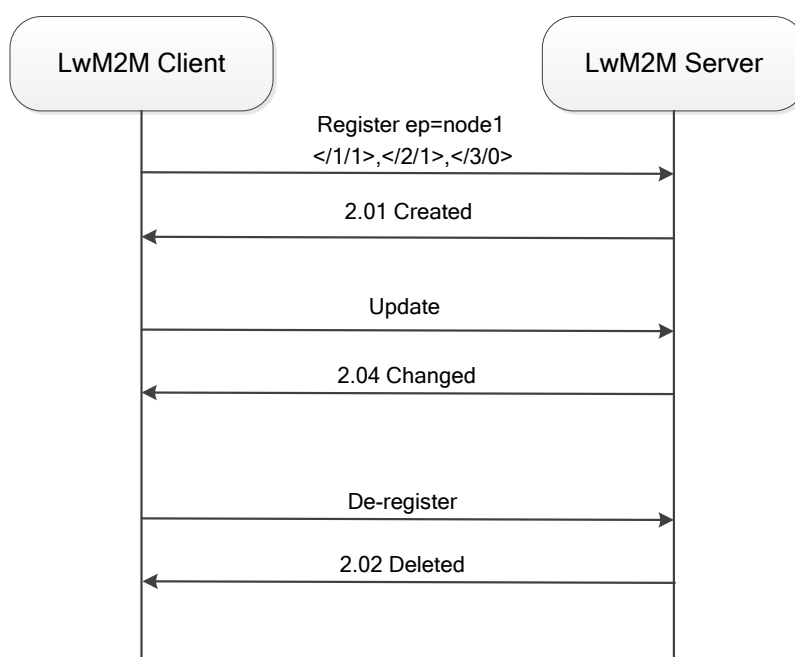 LwM2M Client
LwM2M Server
Register ep=node1
</1/1>,</2/1>,</3/0>
2.01 Created
Update
2.04 Changed
De-register
2.02 Deleted